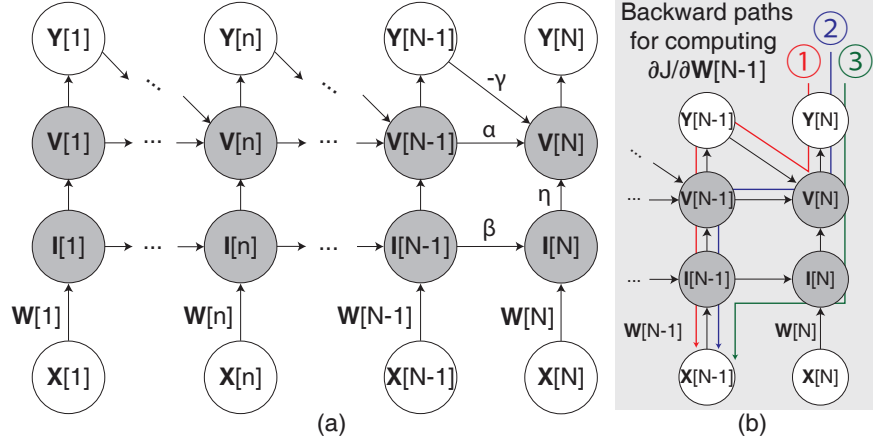 Y[1] Y[n] Y[N-1] Y[N]
... ... -γ
V[1] ... V[n] ... V[N-1] α V[N]
η
I[1] ... I[n] ... I[N-1] β I[N]
W[1] W[n] W[N-1] W[N]
X[1] X[n] X[N-1] X[N]
(a)
Backward paths
for computing
∂J/∂W[N-1]
1 2 3
Y[N-1] Y[N]
...
... V[N-1] V[N]
... I[N-1] I[N]
W[N-1] W[N]
X[N-1] X[N]
(b)